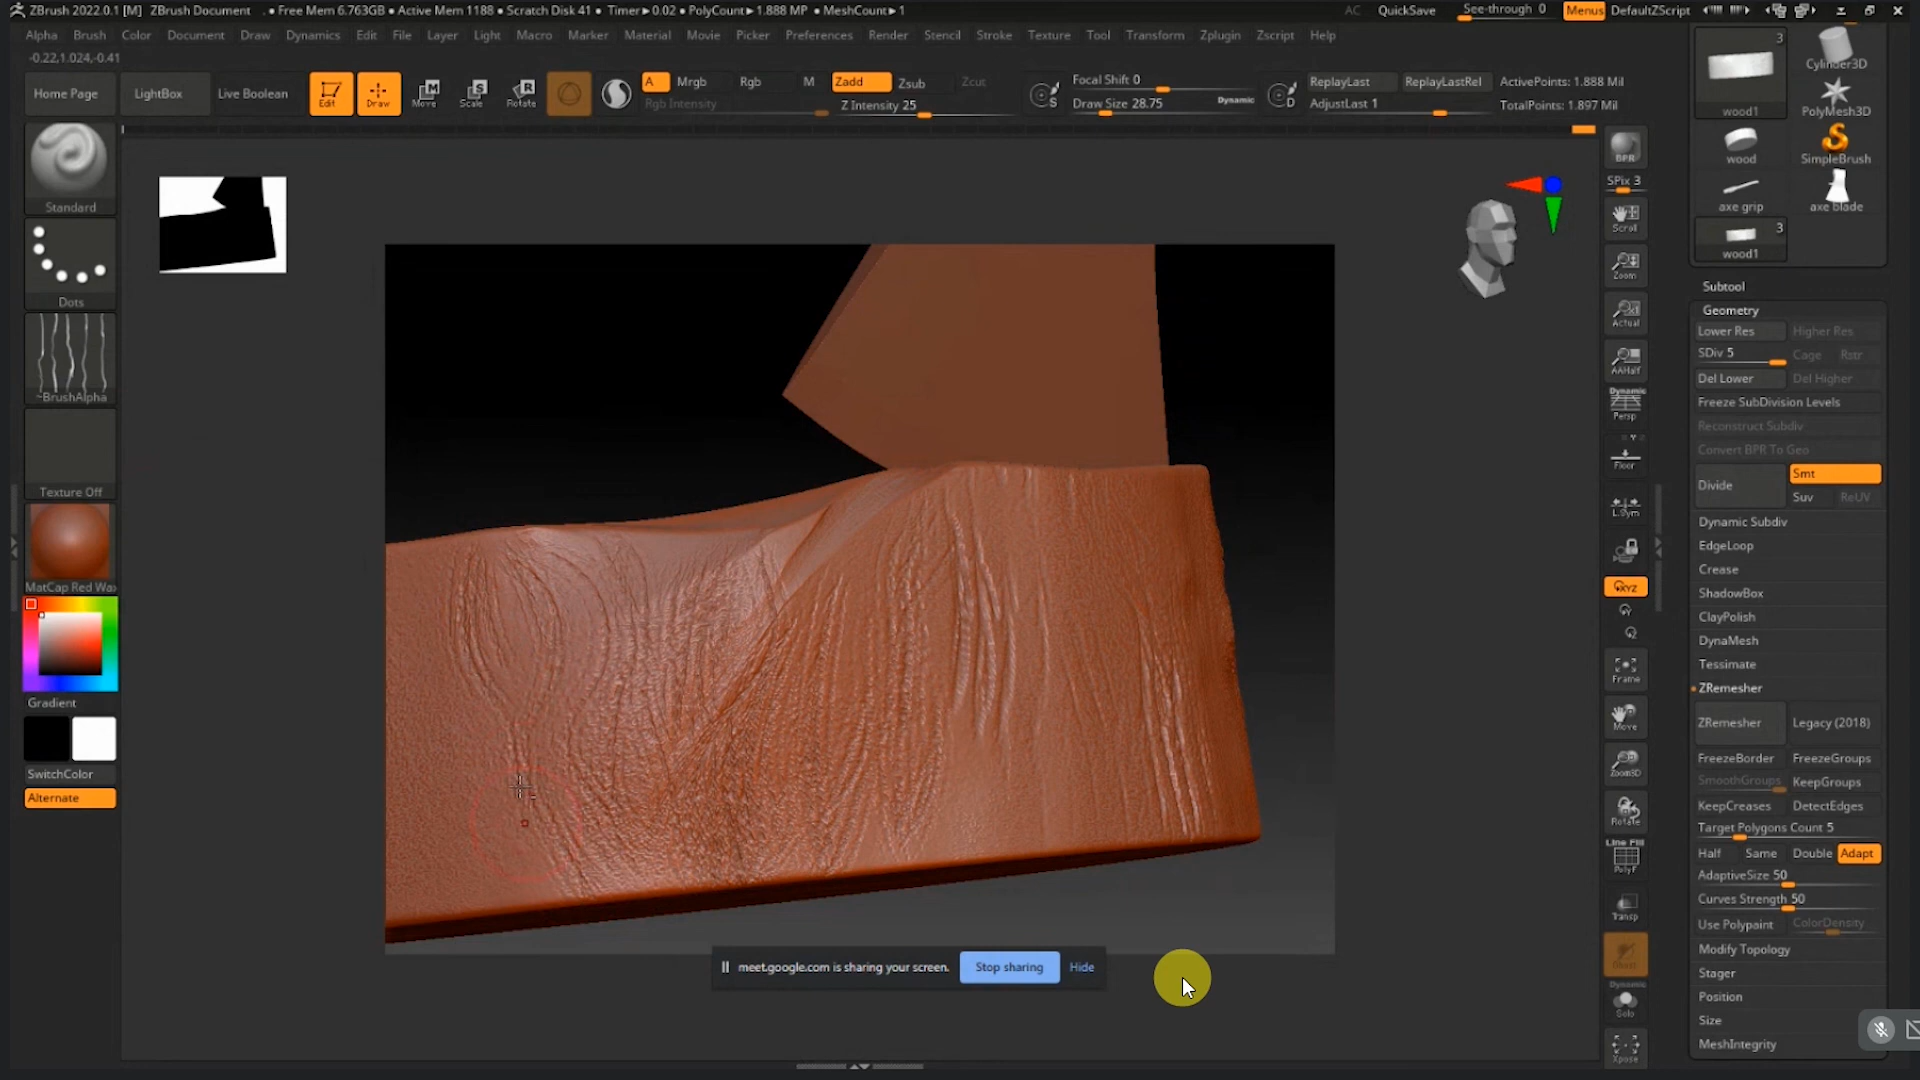 ZBrush 2022.0.1 [M] ZBrush Document . • Free Mem 6.763GB • Active Mem 1188 • Scratch Disk 41 • Timer▸0.02 • PolyCount▸1.888 MP • MeshCount▸1 AC QuickSave See-through 0 Menus DefaultZScript
Alpha Brush Color Document Draw Dynamics Edit File Layer Light Macro Marker Material Movie Picker Preferences Render Stencil Stroke Texture Tool Transform Zplugin Zscript Help
-0.22,1.024,-0.41
Home Page LightBox Live Boolean Edit Draw Move Scale Rotate A Mrgb Rgb M Zadd Zsub Zcut Focal Shift 0 ReplayLast ReplayLastRel ActivePoints: 1.888 Mil
Rgb Intensity Z Intensity 25 Draw Size 28.75 Dynamic AdjustLast 1 TotalPoints: 1.897 Mil
Standard
Dots
~BrushAlpha
Texture Off
MatCap Red Wax
Gradient
SwitchColor
Alternate
BPR
SPix 3
Scroll
Zoom
Actual
AAHalf
Dynamic
Persp
Floor
L.Sym
XYZ
Frame
Move
Zoom3D
Rotate
Line Fill
PolyF
Transp
Dynamic
Solo
Xpose
3
Cylinder3D
wood1 PolyMesh3D
wood SimpleBrush
axe grip axe blade
3
wood1
Subtool
Geometry
Lower Res Higher Res
SDiv 5 Cage Rstr
Del Lower Del Higher
Freeze SubDivision Levels
Reconstruct Subdiv
Convert BPR To Geo
Divide Smt
Suv ReUV
Dynamic Subdiv
EdgeLoop
Crease
ShadowBox
ClayPolish
DynaMesh
Tessimate
ZRemesher
ZRemesher Legacy (2018)
FreezeBorder FreezeGroups
SmoothGroups KeepGroups
KeepCreases DetectEdges
Target Polygons Count 5
Half Same Double Adapt
AdaptiveSize 50
Curves Strength 50
Use Polypaint ColorDensity
Modify Topology
Stager
Position
Size
MeshIntegrity
meet.google.com is sharing your screen. Stop sharing Hide